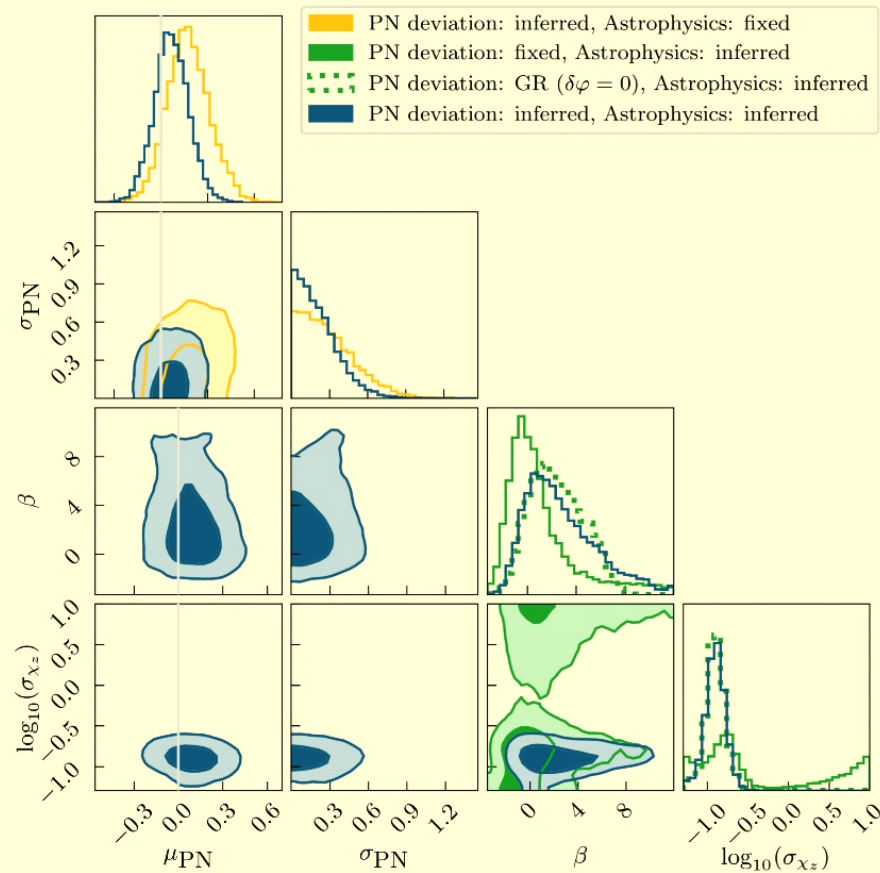 PN deviation: inferred, Astrophysics: fixed
PN deviation: fixed, Astrophysics: inferred
PN deviation: GR (δφ = 0), Astrophysics: inferred
PN deviation: inferred, Astrophysics: inferred
σPN
1.2
0.9
0.6
0.3
β
8
4
0
log₁₀(σχz)
1.0
0.5
0.0
−0.5
−1.0
−0.3 0.0 0.3 0.6
0.3 0.6 0.9 1.2
0 4 8
−1.0 −0.5 0.0 0.5 1.0
μPN
σPN
β
log₁₀(σχz)